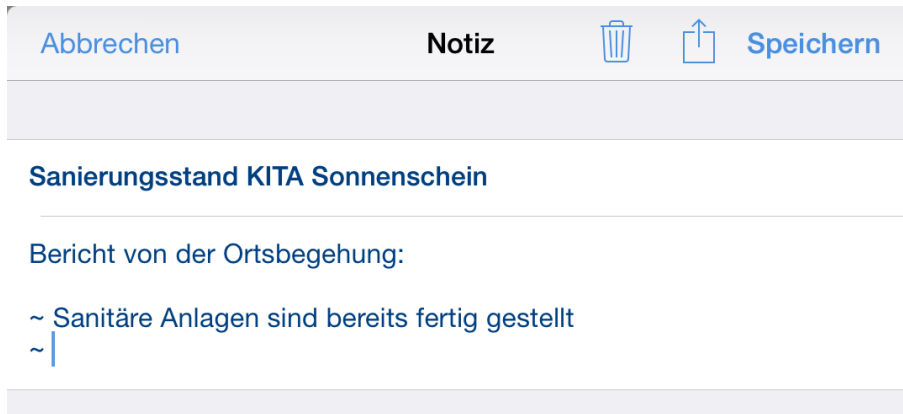 Abbrechen Notiz Speichern
Sanierungsstand KITA Sonnenschein
Bericht von der Ortsbegehung:
~ Sanitäre Anlagen sind bereits fertig gestellt
~